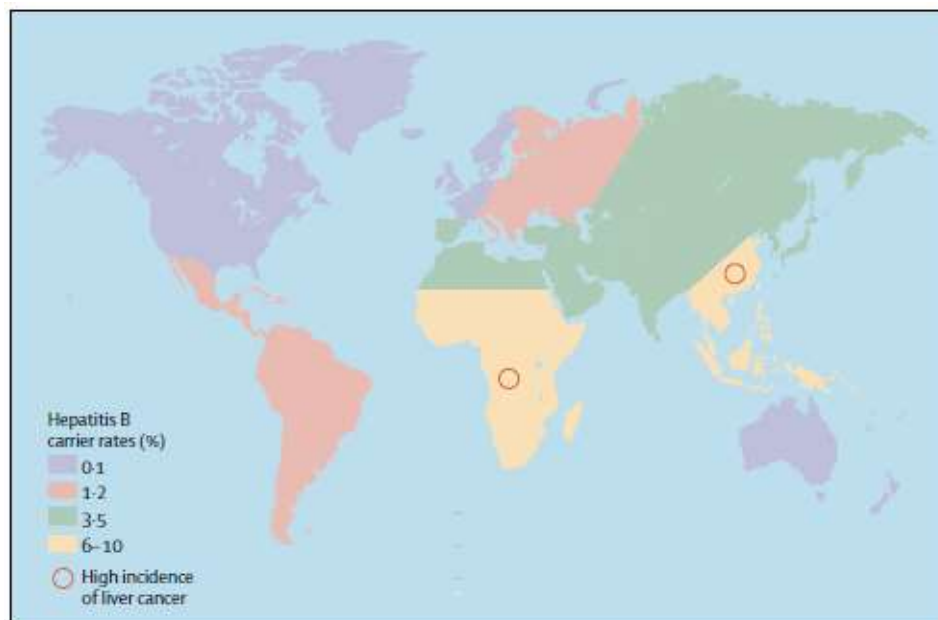 Hepatitis B
carrier rates (%)
0·1
1·2
3·5
6–10
High incidence
of liver cancer